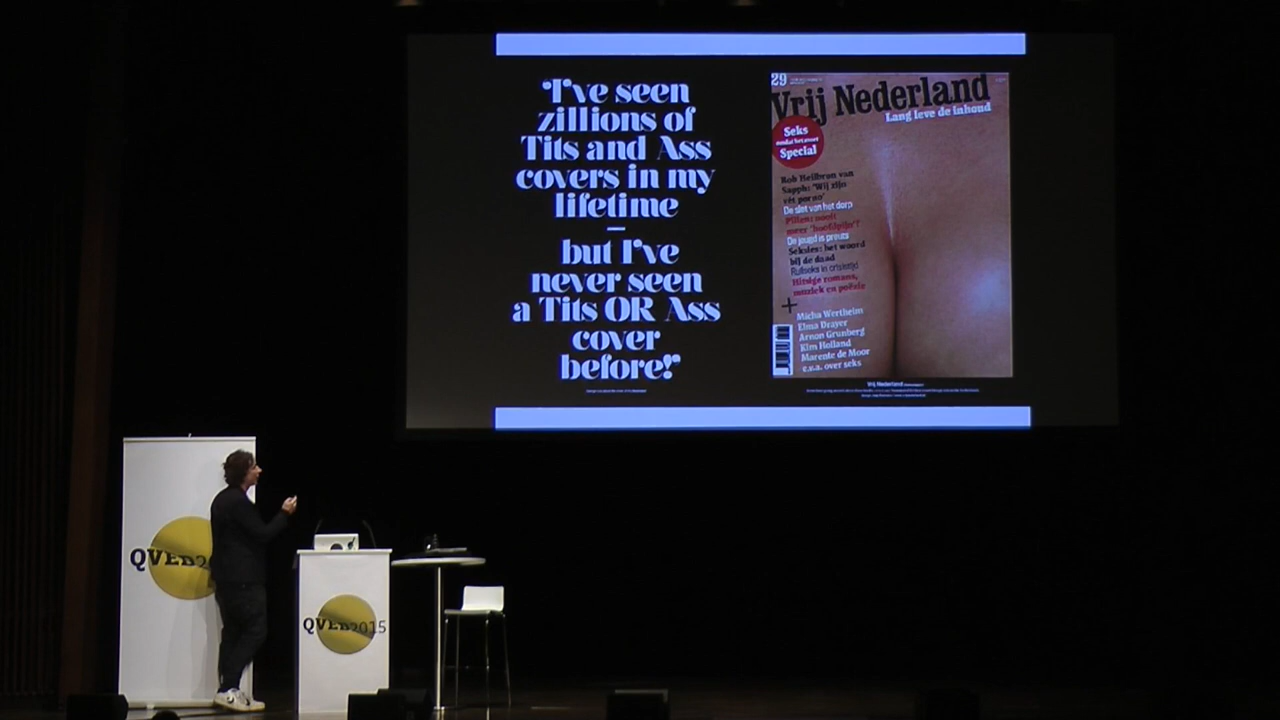 “I’ve seen
zillions of
Tits and Ass
covers in my
lifetime
—
but I’ve
never seen
a Tits OR Ass
cover
before!”
29
Vrij Nederland
Lang leve de inhoud
Seks
Special
Rob Heilbron van
Sapph: ‘Wij zijn
vét porno’
De slet van het dorp
Pillen: nooit
meer ‘hoofdpijn’?
De jeugd is preuts
Seksles: het woord
bij de daad
Ruilseks in crisistijd
Hitsige romans,
muziek en poëzie
+
Micha Wertheim
Elma Drayer
Arnon Grunberg
Kim Holland
Marente de Moor
e.v.a. over seks
Vrij Nederland
QVED2
QVED2015